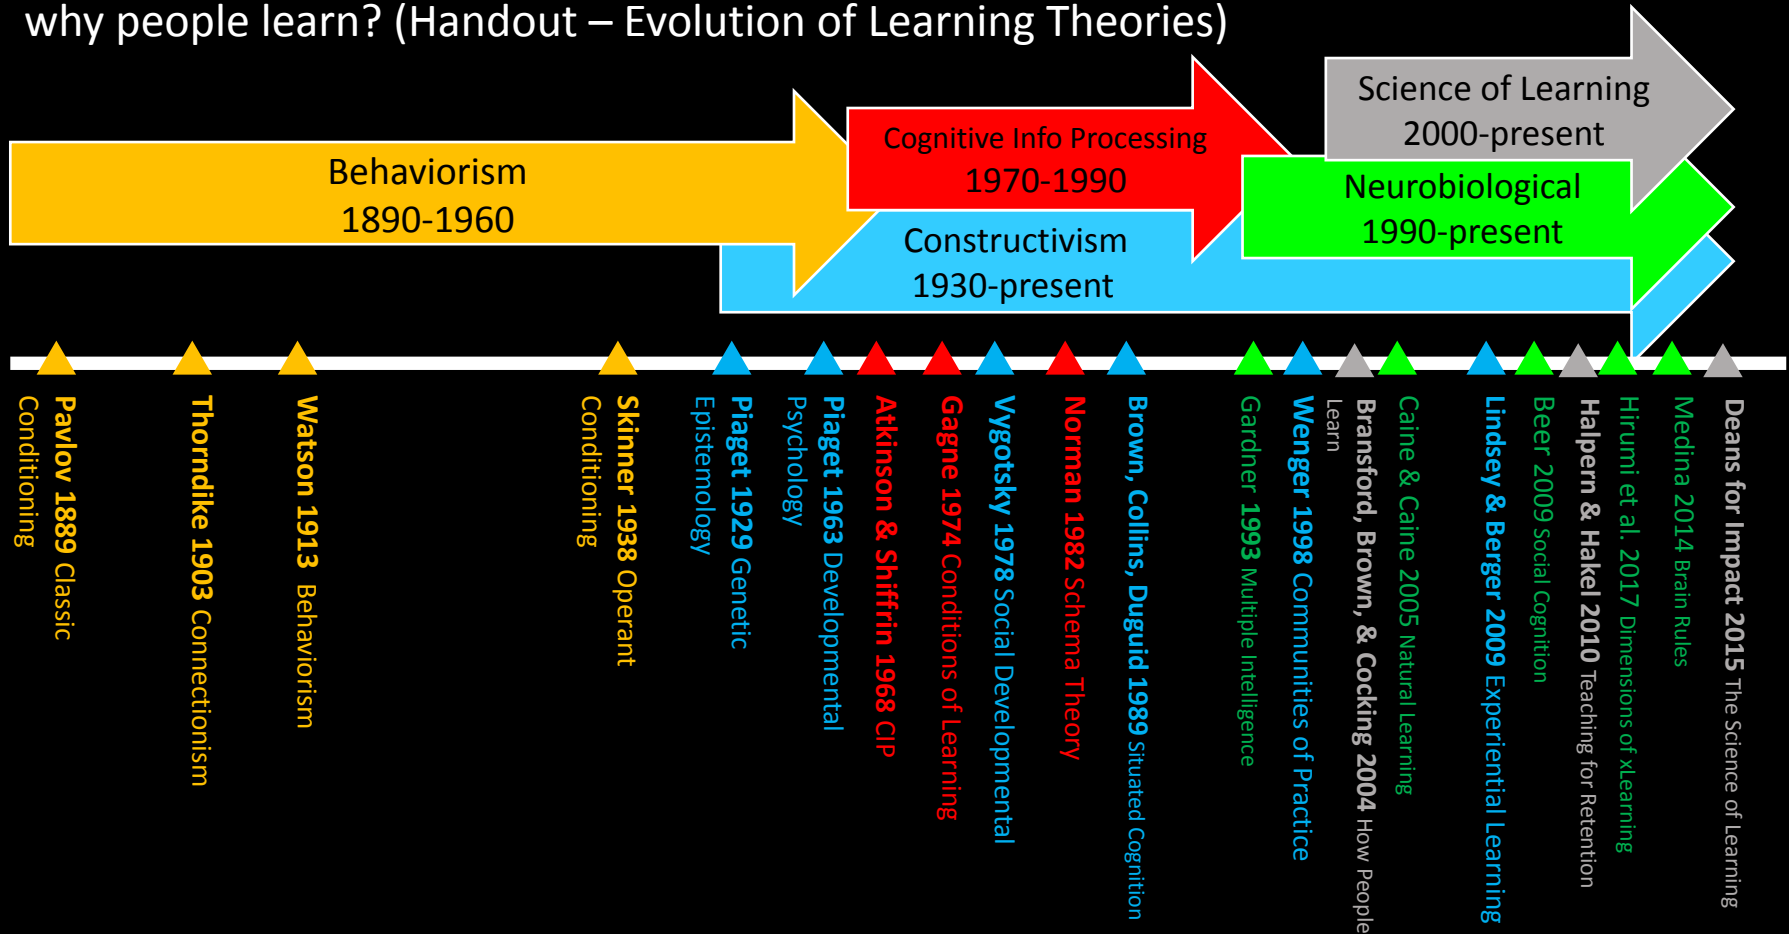 why people learn? (Handout – Evolution of Learning Theories)
Science of Learning
2000-present
Cognitive Info Processing
1970-1990
Behaviorism
1890-1960
Neurobiological
1990-present
Constructivism
1930-present
Pavlov 1889 Classic
Conditioning
Thorndike 1903 Connectionism
Watson 1913 Behaviorism
Skinner 1938 Operant
Conditioning
Piaget 1929 Genetic
Epistemology
Piaget 1963 Developmental
Psychology
Atkinson & Shiffrin 1968 CIP
Gagne 1974 Conditions of Learning
Vygotsky 1978 Social Developmental
Norman 1982 Schema Theory
Brown, Collins, Duguid 1989 Situated Cognition
Gardner 1993 Multiple Intelligence
Wenger 1998 Communities of Practice
Bransford, Brown, & Cocking 2004 How People
Learn
Caine & Caine 2005 Natural Learning
Lindsey & Berger 2009 Experiential Learning
Beer 2009 Social Cognition
Halpern & Hakel 2010 Teaching for Retention
Hirumi et al. 2017 Dimensions of xLearning
Medina 2014 Brain Rules
Deans for Impact 2015 The Science of Learning